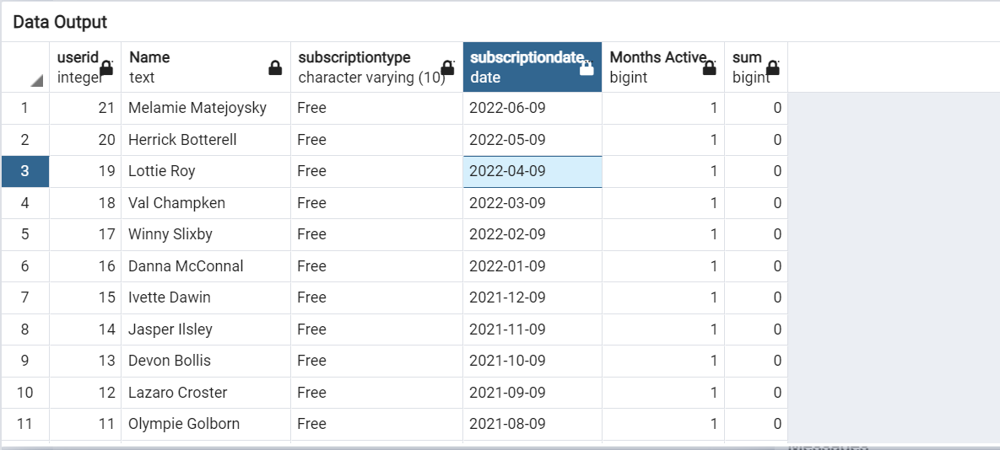 Data Output
userid Name subscriptiontype subscriptiondate Months Active sum
integer text character varying (10) date bigint bigint
1 21 Melamie Matejoysky Free 2022-06-09 1 0
2 20 Herrick Botterell Free 2022-05-09 1 0
3 19 Lottie Roy Free 2022-04-09 1 0
4 18 Val Champken Free 2022-03-09 1 0
5 17 Winny Slixby Free 2022-02-09 1 0
6 16 Danna McConnal Free 2022-01-09 1 0
7 15 Ivette Dawin Free 2021-12-09 1 0
8 14 Jasper Ilsley Free 2021-11-09 1 0
9 13 Devon Bollis Free 2021-10-09 1 0
10 12 Lazaro Croster Free 2021-09-09 1 0
11 11 Olympie Golborn Free 2021-08-09 1 0